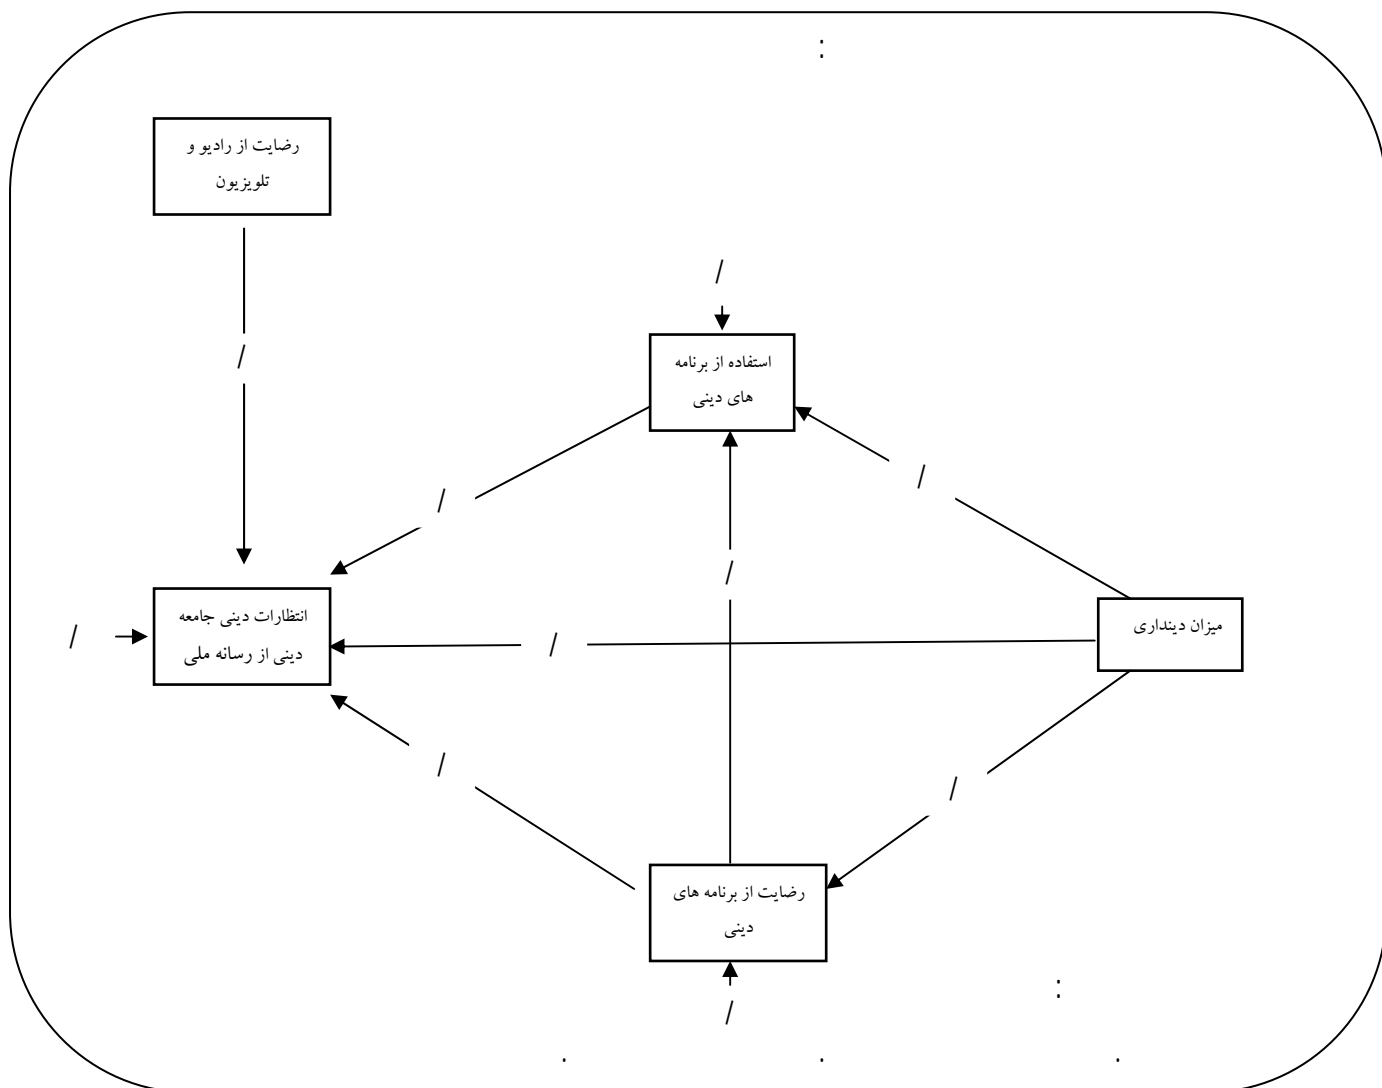 :
رضایت از رادیو و
تلویزیون
/
/
استفاده از برنامه
های دینی
/
/
/
انتظارات دینی جامعه
دینی از رسانه ملی
/
/
میزان دینداری
/
/
رضایت از برنامه های
دینی
:
/
. . .